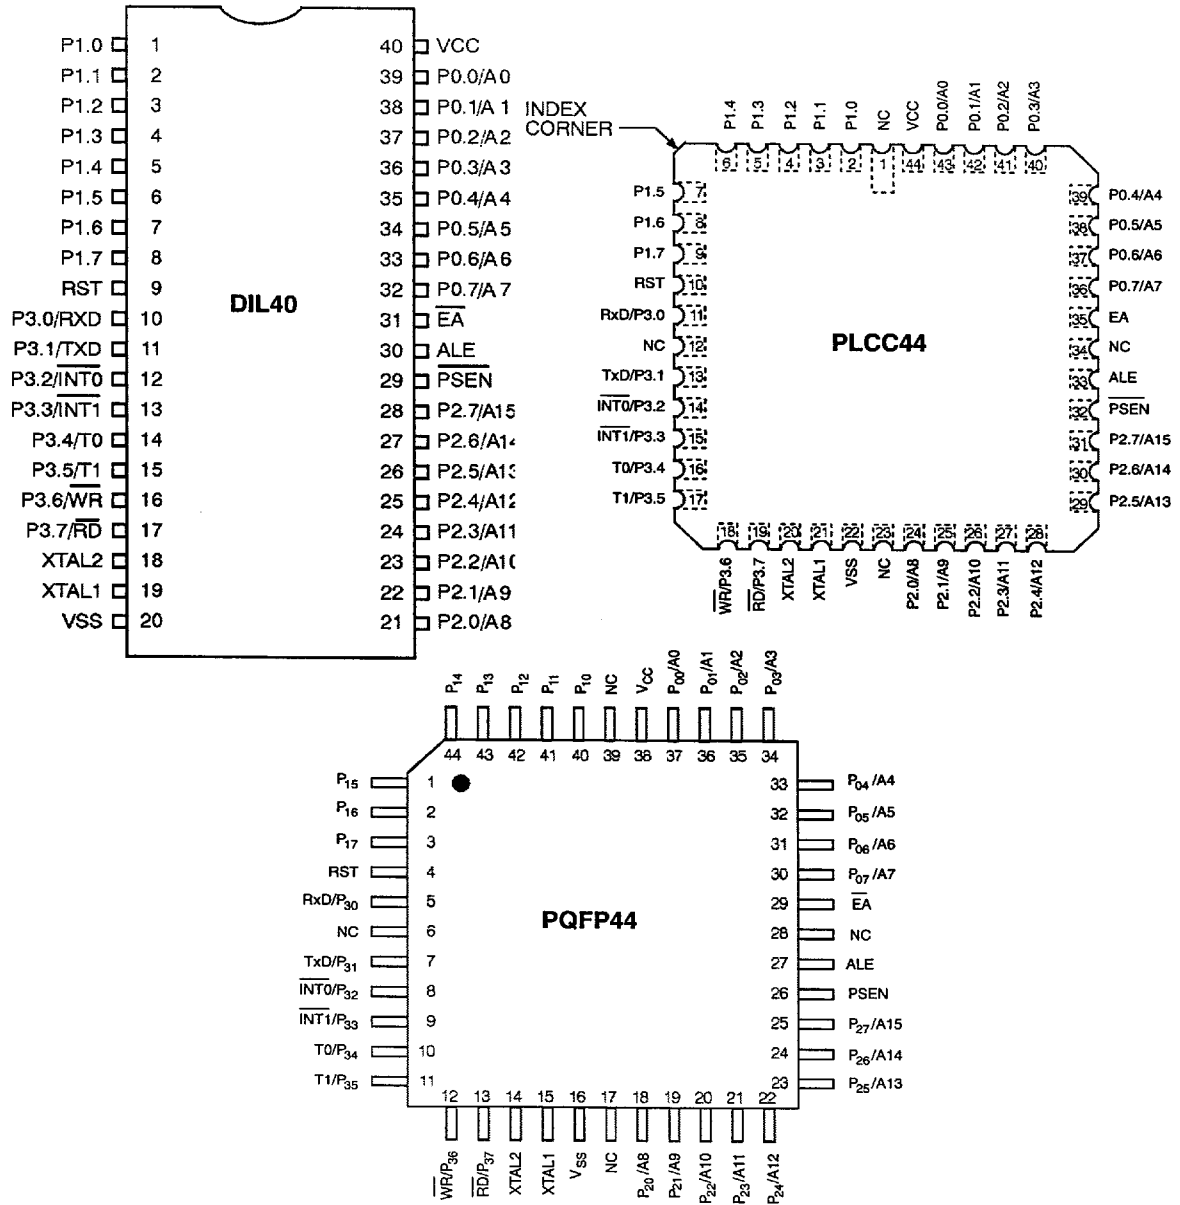 P1.0 1 40 VCC
P1.1 2 39 P0.0/A0
P1.2 3 38 P0.1/A1
P1.3 4 37 P0.2/A2
P1.4 5 36 P0.3/A3
P1.5 6 35 P0.4/A4
P1.6 7 34 P0.5/A5
P1.7 8 33 P0.6/A6
RST 9 32 P0.7/A7
DIL40
P3.0/RXD 10 31 EA
P3.1/TXD 11 30 ALE
P3.2/INT0 12 29 PSEN
P3.3/INT1 13 28 P2.7/A15
P3.4/T0 14 27 P2.6/A14
P3.5/T1 15 26 P2.5/A13
P3.6/WR 16 25 P2.4/A12
P3.7/RD 17 24 P2.3/A11
XTAL2 18 23 P2.2/A10
XTAL1 19 22 P2.1/A9
VSS 20 21 P2.0/A8
INDEX
CORNER
P1.4 P1.3 P1.2 P1.1 P1.0 NC VCC P0.0/A0 P0.1/A1 P0.2/A2 P0.3/A3
6 5 4 3 2 1 44 43 42 41 40
P1.5 7 39 P0.4/A4
P1.6 8 38 P0.5/A5
P1.7 9 37 P0.6/A6
RST 10 36 P0.7/A7
RxD/P3.0 11 35 EA
PLCC44
NC 12 34 NC
TxD/P3.1 13 33 ALE
INT0/P3.2 14 32 PSEN
INT1/P3.3 15 31 P2.7/A15
T0/P3.4 16 30 P2.6/A14
T1/P3.5 17 29 P2.5/A13
18 19 20 21 22 23 24 25 26 27 28
WR/P3.6 RD/P3.7 XTAL2 XTAL1 VSS NC P2.0/A8 P2.1/A9 P2.2/A10 P2.3/A11 P2.4/A12
P14 P13 P12 P11 P10 NC VCC P00/A0 P01/A1 P02/A2 P03/A3
44 43 42 41 40 39 38 37 36 35 34
P15 1 33 P04/A4
P16 2 32 P05/A5
P17 3 31 P06/A6
RST 4 30 P07/A7
RxD/P30 5 29 EA
PQFP44
NC 6 28 NC
TxD/P31 7 27 ALE
INT0/P32 8 26 PSEN
INT1/P33 9 25 P27/A15
T0/P34 10 24 P26/A14
T1/P35 11 23 P25/A13
12 13 14 15 16 17 18 19 20 21 22
WR/P36 RD/P37 XTAL2 XTAL1 VSS NC P20/A8 P21/A9 P22/A10 P23/A11 P24/A12